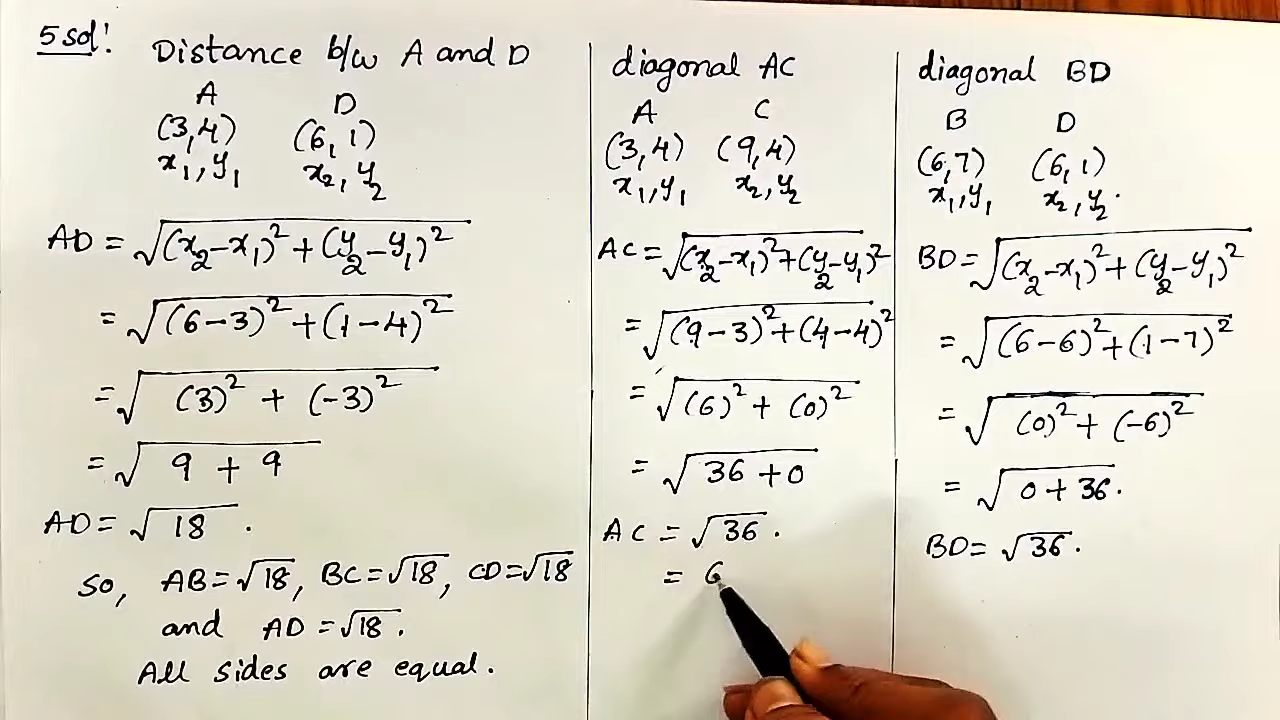 5 sol!
Distance b/w A and D
A D
(3,4) (6,1)
x₁,y₁ x₂,y₂
AD = √(x₂-x₁)²+(y₂-y₁)²
= √(6-3)²+(1-4)²
= √(3)² + (-3)²
= √9 + 9
AD = √18.
So, AB = √18, BC = √18, CD = √18
and AD = √18.
All sides are equal.
diagonal AC
A C
(3,4) (9,4)
x₁,y₁ x₂,y₂
AC = √(x₂-x₁)²+(y₂-y₁)²
= √(9-3)²+(4-4)²
= √(6)² + (0)²
= √36+0
AC = √36.
= 6
diagonal BD
B D
(6,7) (6,1)
x₁,y₁ x₂,y₂.
BD = √(x₂-x₁)²+(y₂-y₁)²
= √(6-6)²+(1-7)²
= √(0)²+(-6)²
= √0+36.
BD = √36.